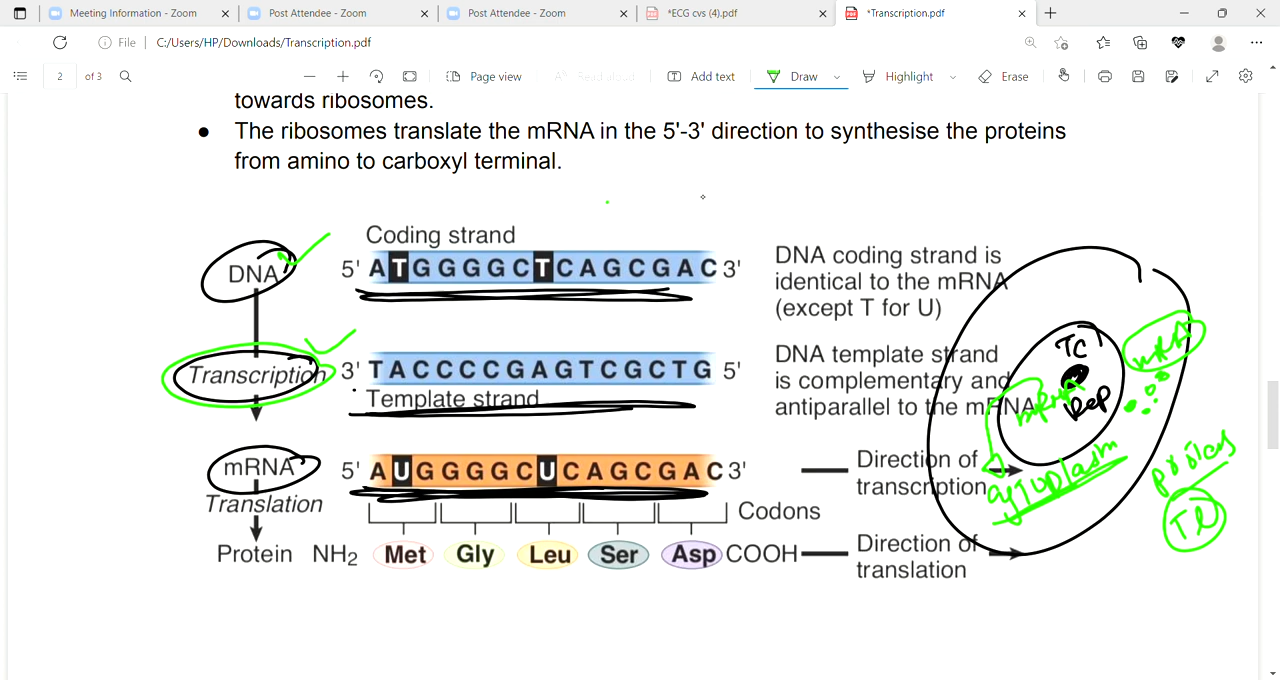 Meeting Information - Zoom
Post Attendee - Zoom
Post Attendee - Zoom
*ECG cvs (4).pdf
*Transcription.pdf
File
C:/Users/HP/Downloads/Transcription.pdf
2 of 3
Page view
Read aloud
Add text
Draw
Highlight
Erase
towards ribosomes.
● The ribosomes translate the mRNA in the 5'-3' direction to synthesise the proteins
from amino to carboxyl terminal.
Coding strand
DNA
5' ATGGGGCTCAGCGAC 3'
DNA coding strand is
identical to the mRNA
(except T for U)
Transcription
3' TACCCCGAGTCGCTG 5'
Template strand
DNA template strand
is complementary and
antiparallel to the mRNA
mRNA
5' AUGGGGCUCAGCGAC 3'
Direction of
transcription
Translation
Codons
Protein
NH2 Met Gly Leu Ser Asp COOH
Direction of
translation
TC
Rep
mRNA
mRNA
cytoplasm